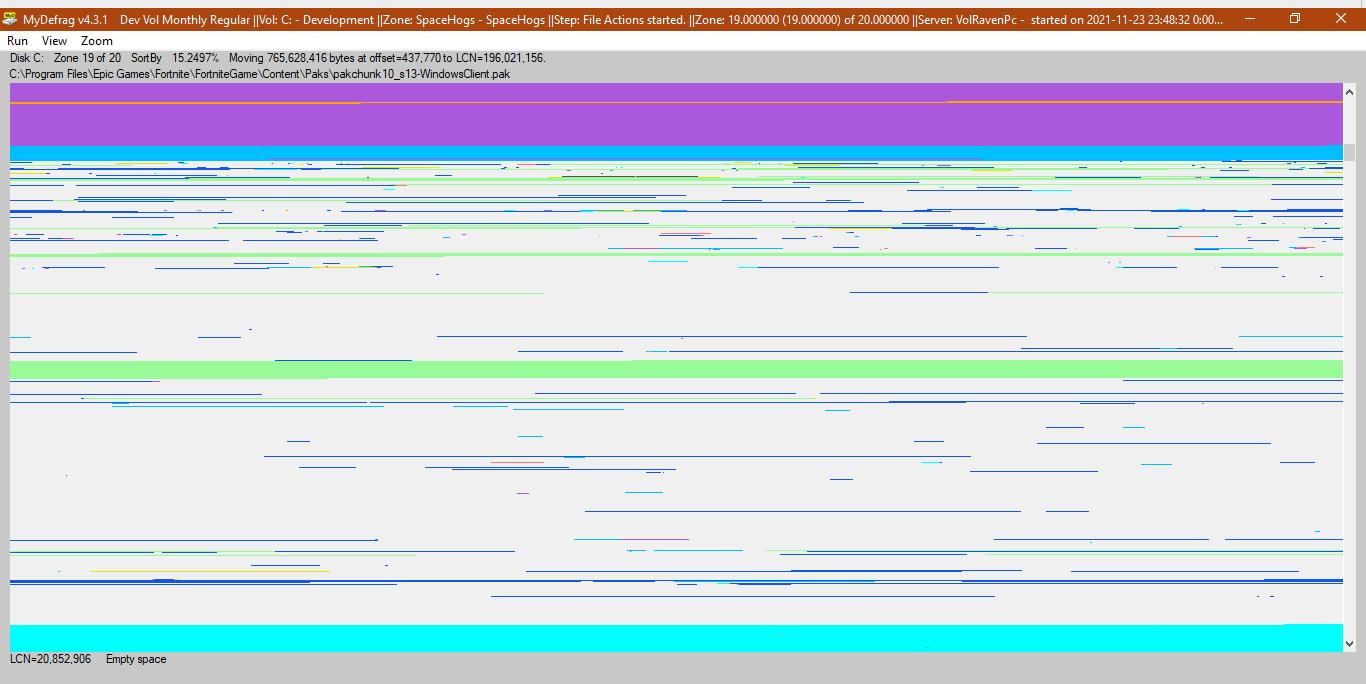 MyDefrag v4.3.1    Dev Vol Monthly Regular ||Vol: C: - Development ||Zone: SpaceHogs - SpaceHogs ||Step: File Actions started. ||Zone: 19.000000 (19.000000) of 20.000000 ||Server: VolRavenPc -  started on 2021-11-23 23:48:32 0:00...
Run View Zoom
Disk C:   Zone 19 of 20   SortBy   15.2497%   Moving 765,628,416 bytes at offset=437,770 to LCN=196,021,156.
C:\Program Files\Epic Games\Fortnite\FortniteGame\Content\Paks\pakchunk10_s13-WindowsClient.pak
LCN=20,852,906    Empty space